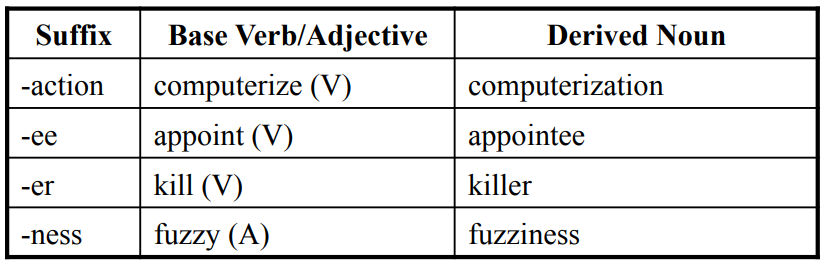 Suffix Base Verb/Adjective Derived Noun
-action computerize (V) computerization
-ee appoint (V) appointee
-er kill (V) killer
-ness fuzzy (A) fuzziness